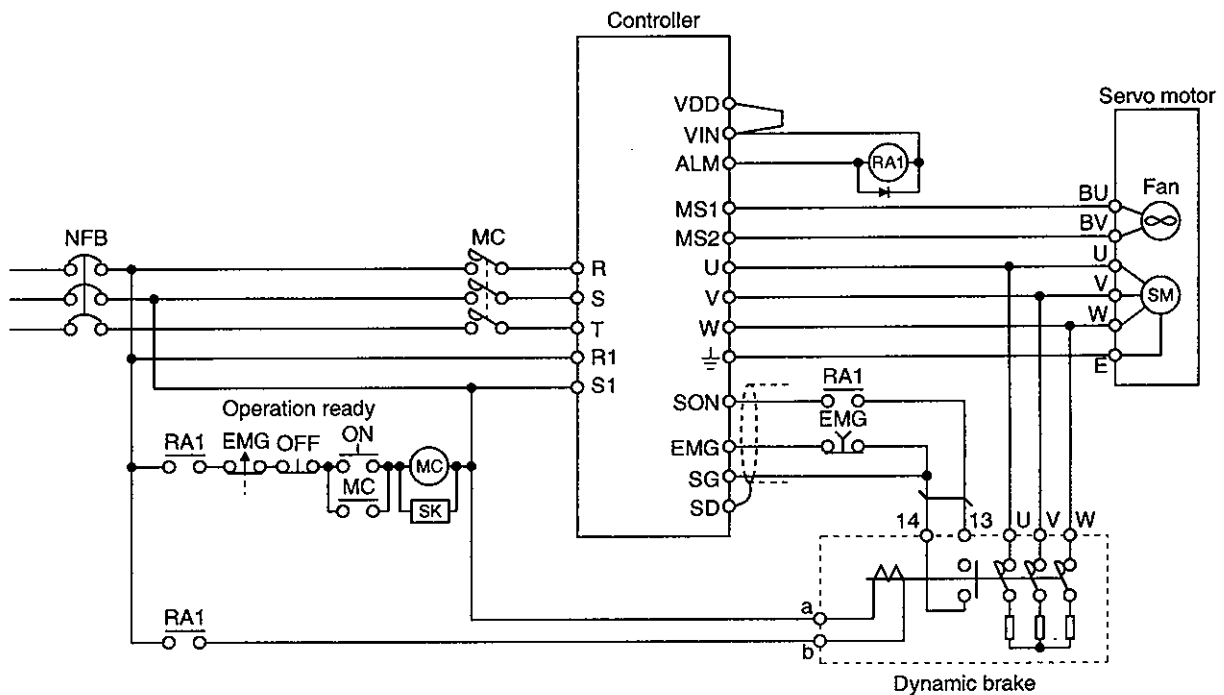 Controller
VDD
Servo motor
VIN
ALM
RA1
Fan
BU
MS1
BV
MS2
NFB
MC
R
U
U
S
V
V
SM
T
W
W
R1
E
S1
RA1
Operation ready
SON
ON
EMG
RA1
EMG
OFF
EMG
MC
MC
SG
SK
SD
14
13
U
V
W
a
RA1
b
Dynamic brake